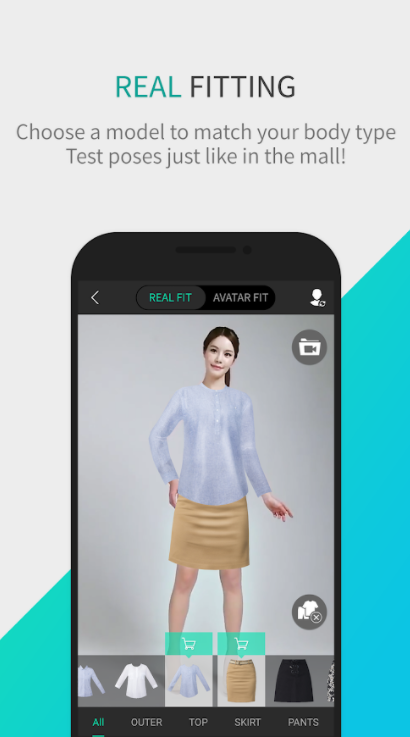 REAL FITTING
Choose a model to match your body type
Test poses just like in the mall!
REAL FIT
AVATAR FIT
All
OUTER
TOP
SKIRT
PANTS